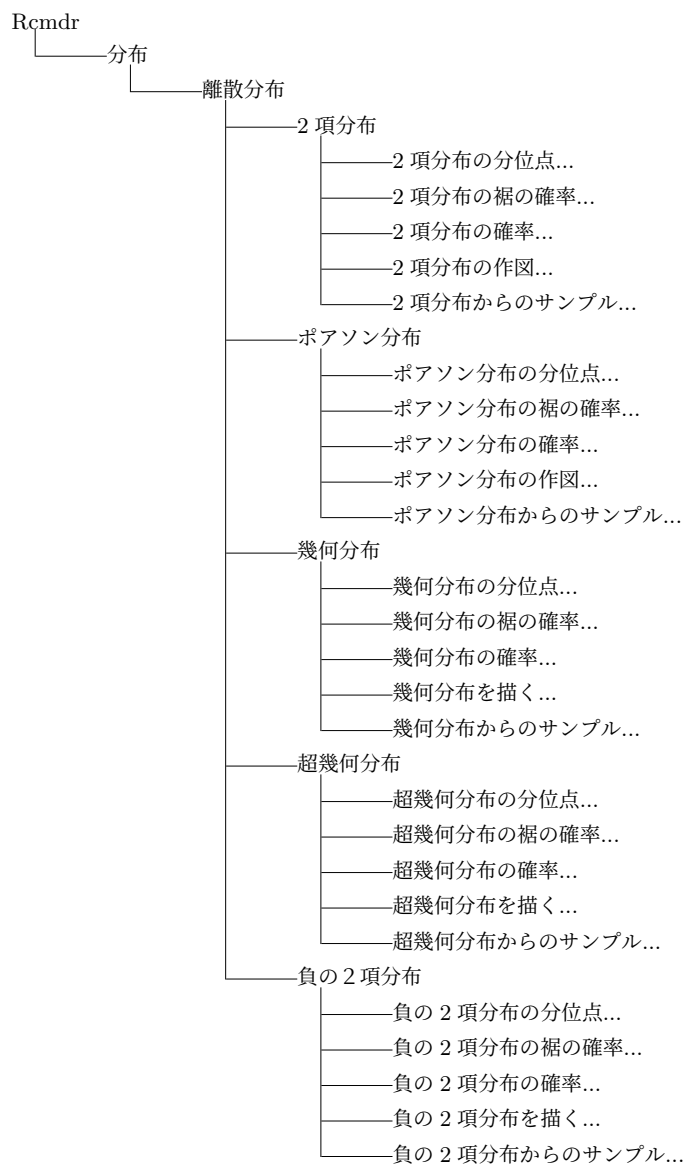 Rcmdr
分布
離散分布
2 項分布
2 項分布の分位点...
2 項分布の裾の確率...
2 項分布の確率...
2 項分布の作図...
2 項分布からのサンプル...
ポアソン分布
ポアソン分布の分位点...
ポアソン分布の裾の確率...
ポアソン分布の確率...
ポアソン分布の作図...
ポアソン分布からのサンプル...
幾何分布
幾何分布の分位点...
幾何分布の裾の確率...
幾何分布の確率...
幾何分布を描く...
幾何分布からのサンプル...
超幾何分布
超幾何分布の分位点...
超幾何分布の裾の確率...
超幾何分布の確率...
超幾何分布を描く...
超幾何分布からのサンプル...
負の２項分布
負の 2 項分布の分位点...
負の 2 項分布の裾の確率...
負の 2 項分布の確率...
負の 2 項分布を描く...
負の 2 項分布からのサンプル...